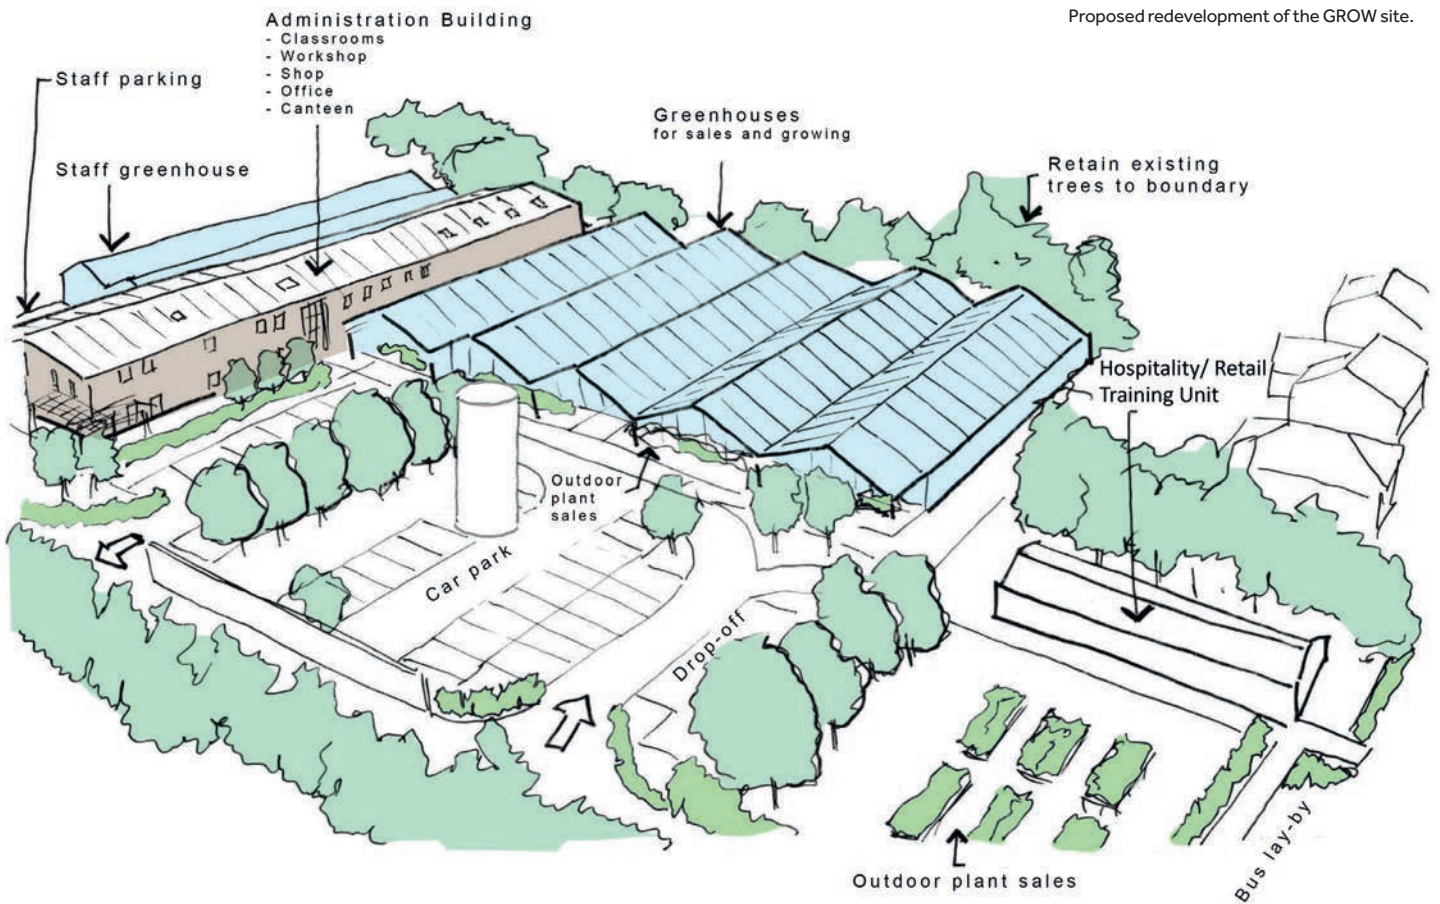 Proposed redevelopment of the GROW site.
Administration Building
- Classrooms
- Workshop
- Shop
- Office
- Canteen
Staff parking
Staff greenhouse
Greenhouses
for sales and growing
Retain existing
trees to boundary
Hospitality/ Retail
Training Unit
Outdoor
plant
sales
Car park
Drop-off
Outdoor plant sales
Bus lay-by